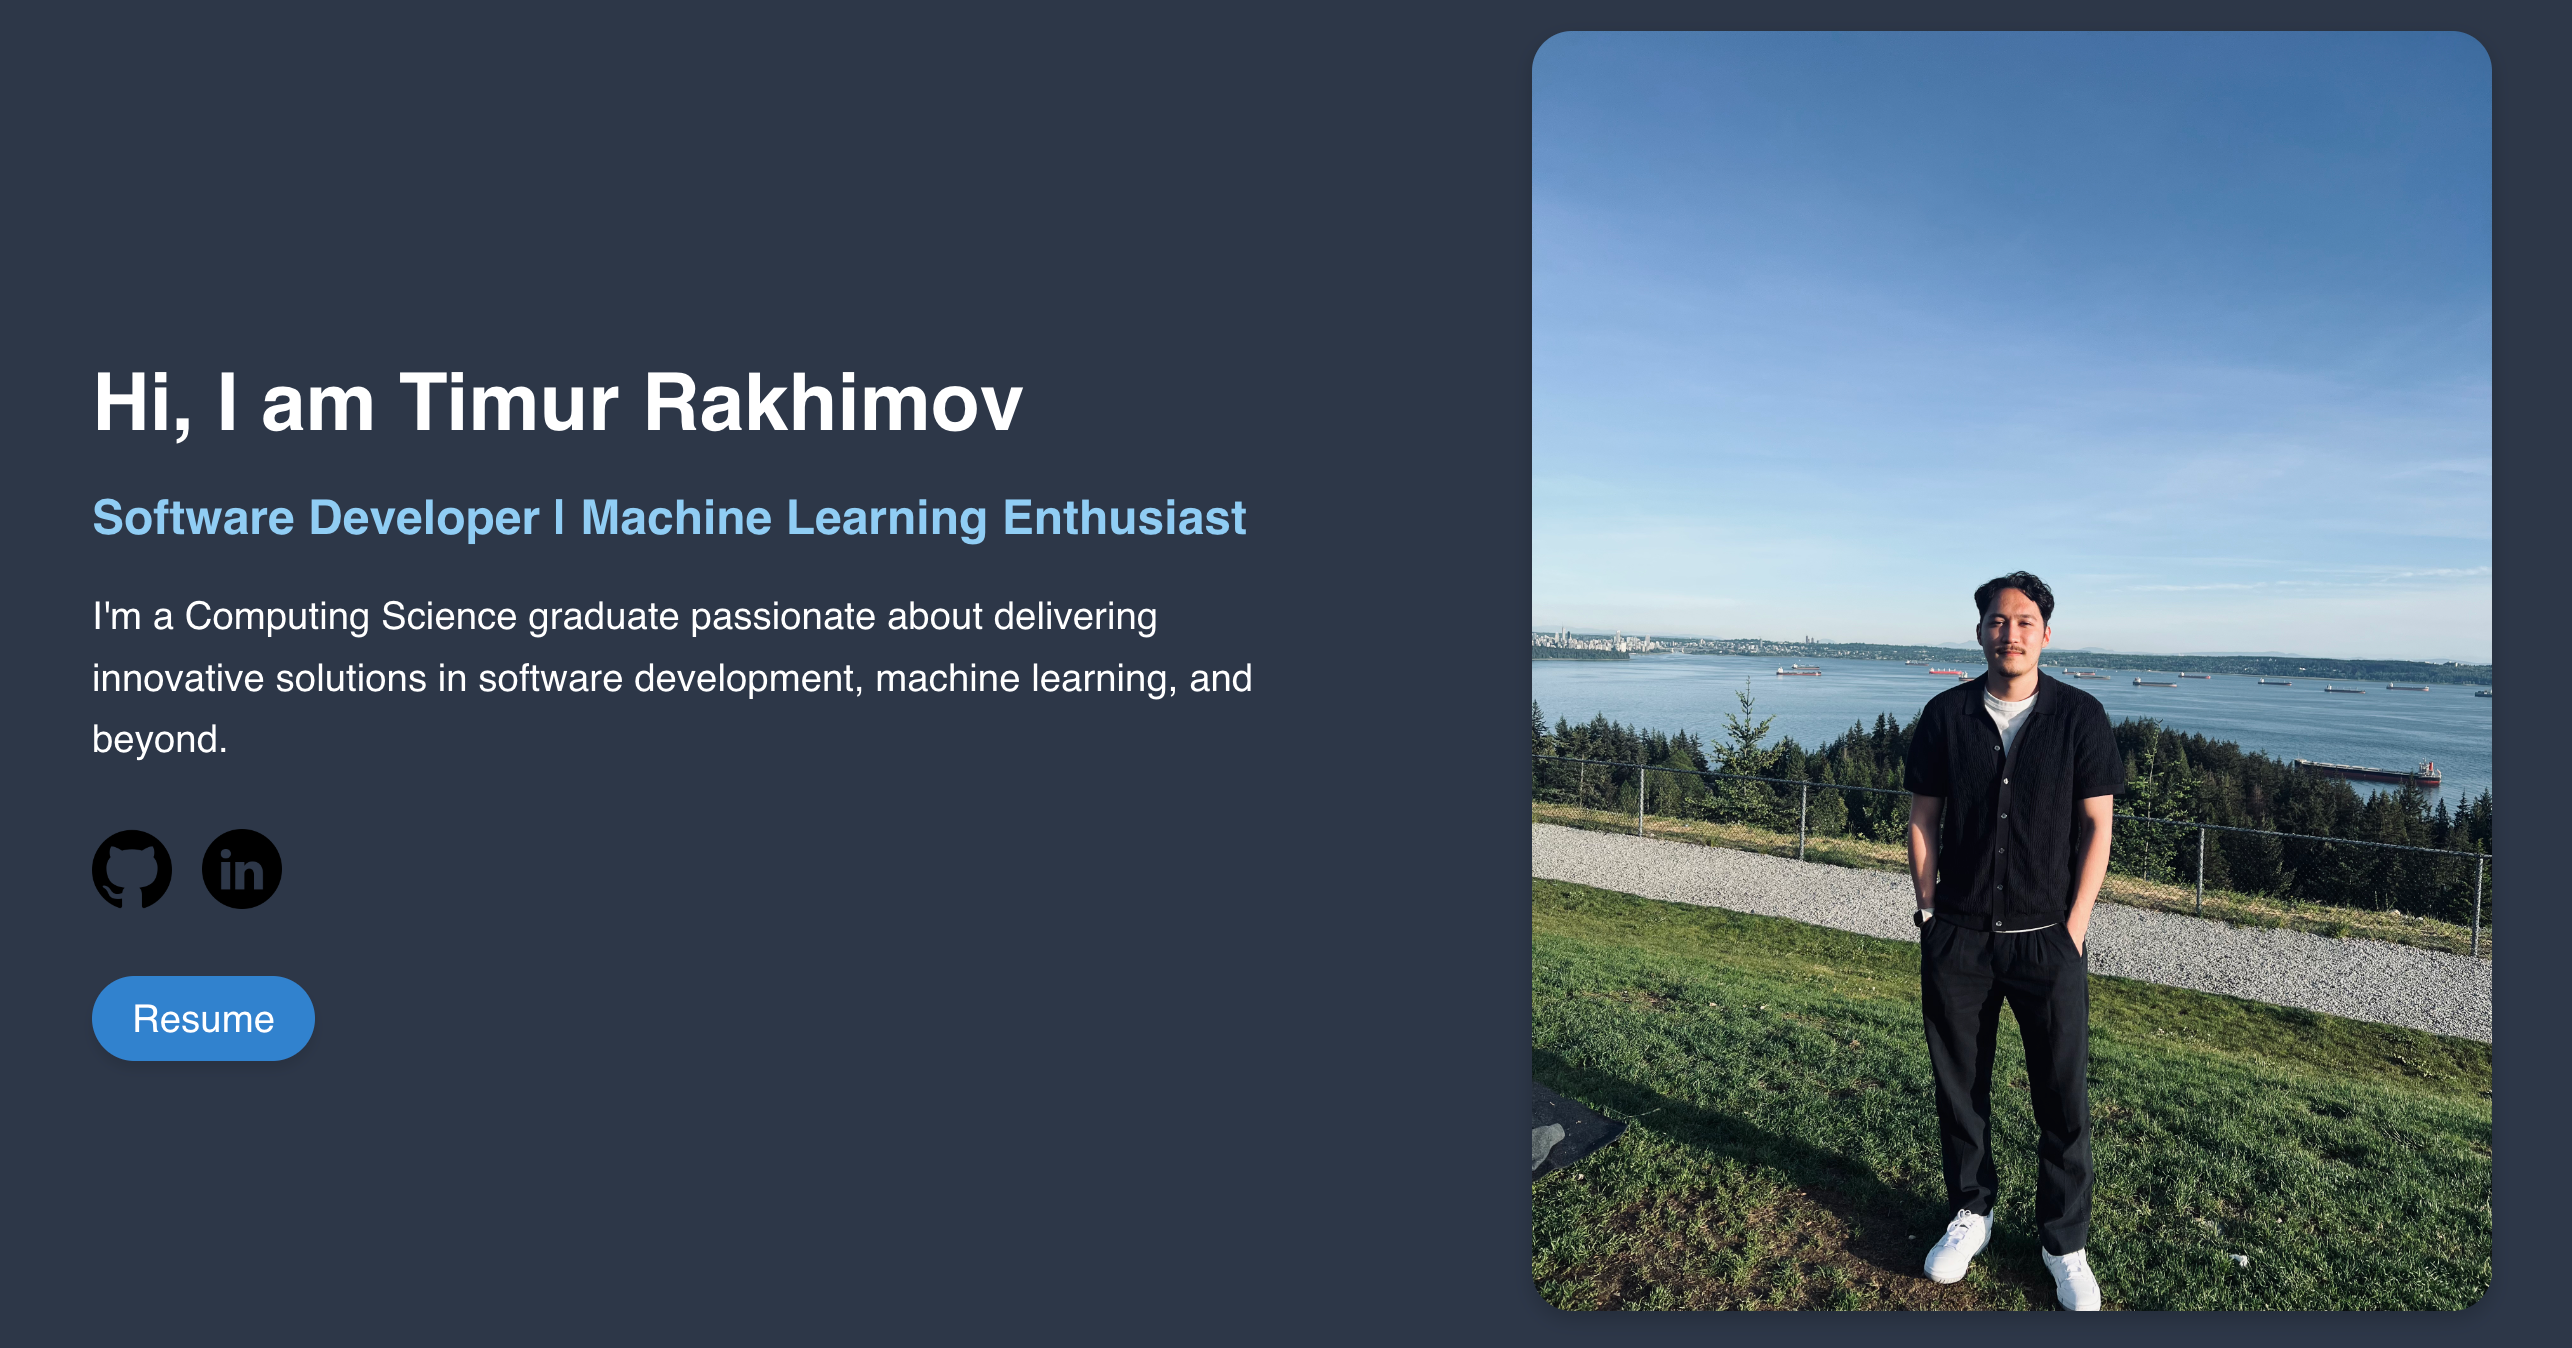 Hi, I am Timur Rakhimov
Software Developer | Machine Learning Enthusiast
I'm a Computing Science graduate passionate about delivering
innovative solutions in software development, machine learning, and
beyond.
in
Resume